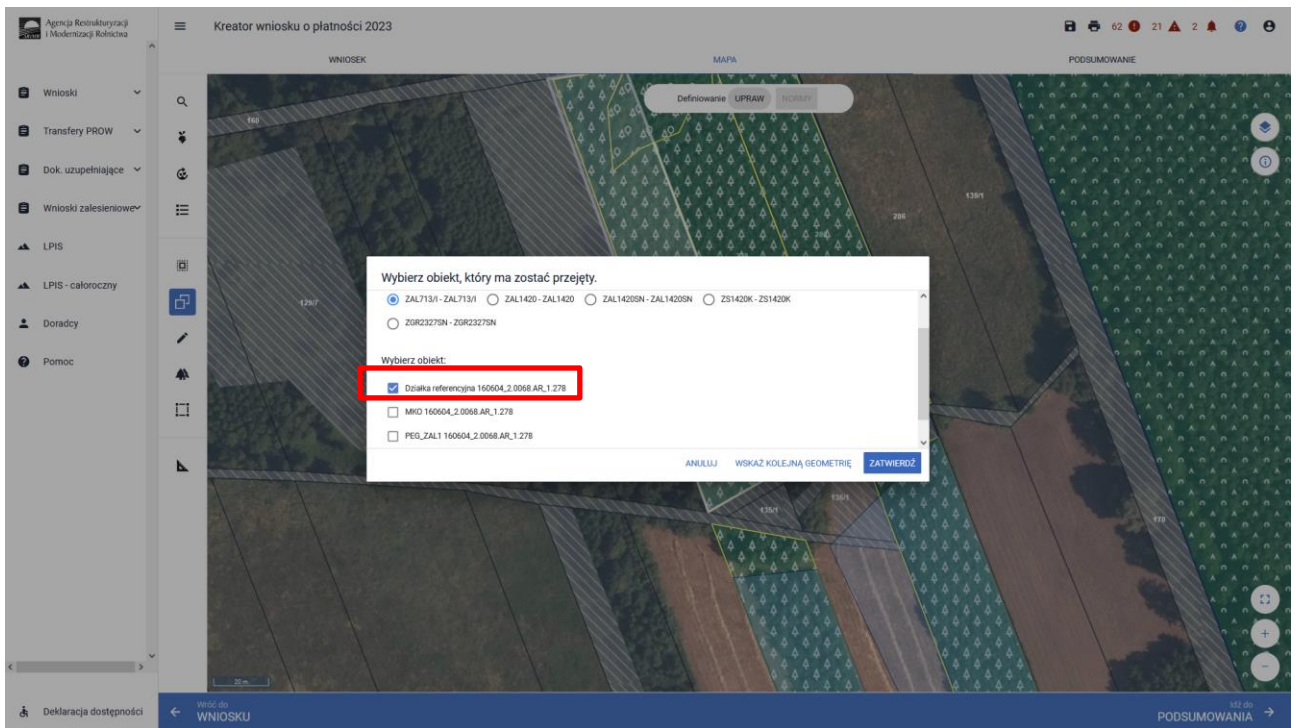 Agencja Restrukturyzacji
i Modernizacji Rolnictwa
Kreator wniosku o płatności 2023
62 21 2
WNIOSEK
MAPA
PODSUMOWANIE
Wnioski
Transfery PROW
Dok. uzupełniające
Wnioski zalesieniowe
LPIS
LPIS - całoroczny
Doradcy
Pomoc
Definiowanie UPRAW NORMY
168
139/1
286
129/7
Wybierz obiekt, który ma zostać przejęty.
ZAL713/I - ZAL713/I ZAL1420 - ZAL1420 ZAL1420SN - ZAL1420SN ZS1420K - ZS1420K
ZGR2327SN - ZGR2327SN
Wybierz obiekt:
Działka referencyjna 160604_2.0068.AR_1.278
MKO 160604_2.0068.AR_1.278
PEG_ZAL1 160604_2.0068.AR_1.278
ANULUJ WSKAŻ KOLEJNĄ GEOMETRIĘ ZATWIERDŹ
135/1
135/1
170
20 m
Deklaracja dostępności
Wróć do
WNIOSKU
Idź do
PODSUMOWANIA